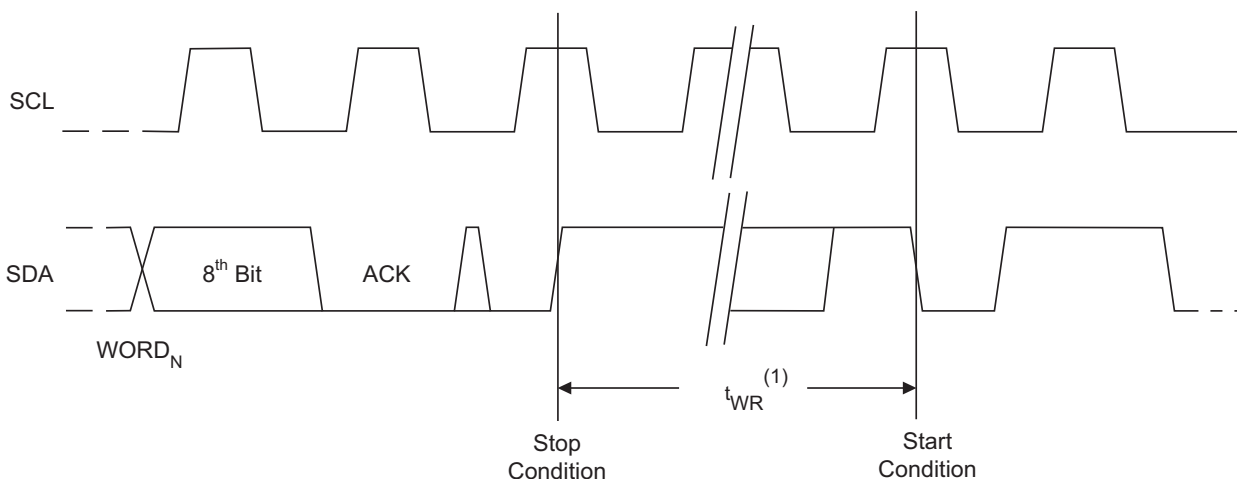 SCL
SDA
8th Bit
ACK
WORDN
tWR(1)
Stop
Condition
Start
Condition